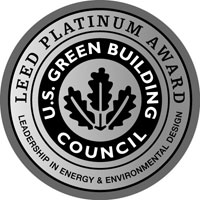 LEED PLATINUM AWARD
U.S. GREEN BUILDING
COUNCIL
LEADERSHIP IN ENERGY & ENVIRONMENTAL DESIGN